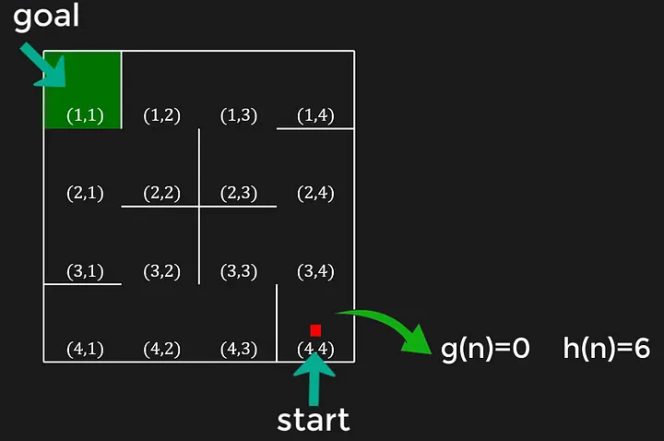 goal
(1,1) (1,2) (1,3) (1,4)
(2,1) (2,2) (2,3) (2,4)
(3,1) (3,2) (3,3) (3,4)
(4,1) (4,2) (4,3) (4,4)
g(n)=0 h(n)=6
start